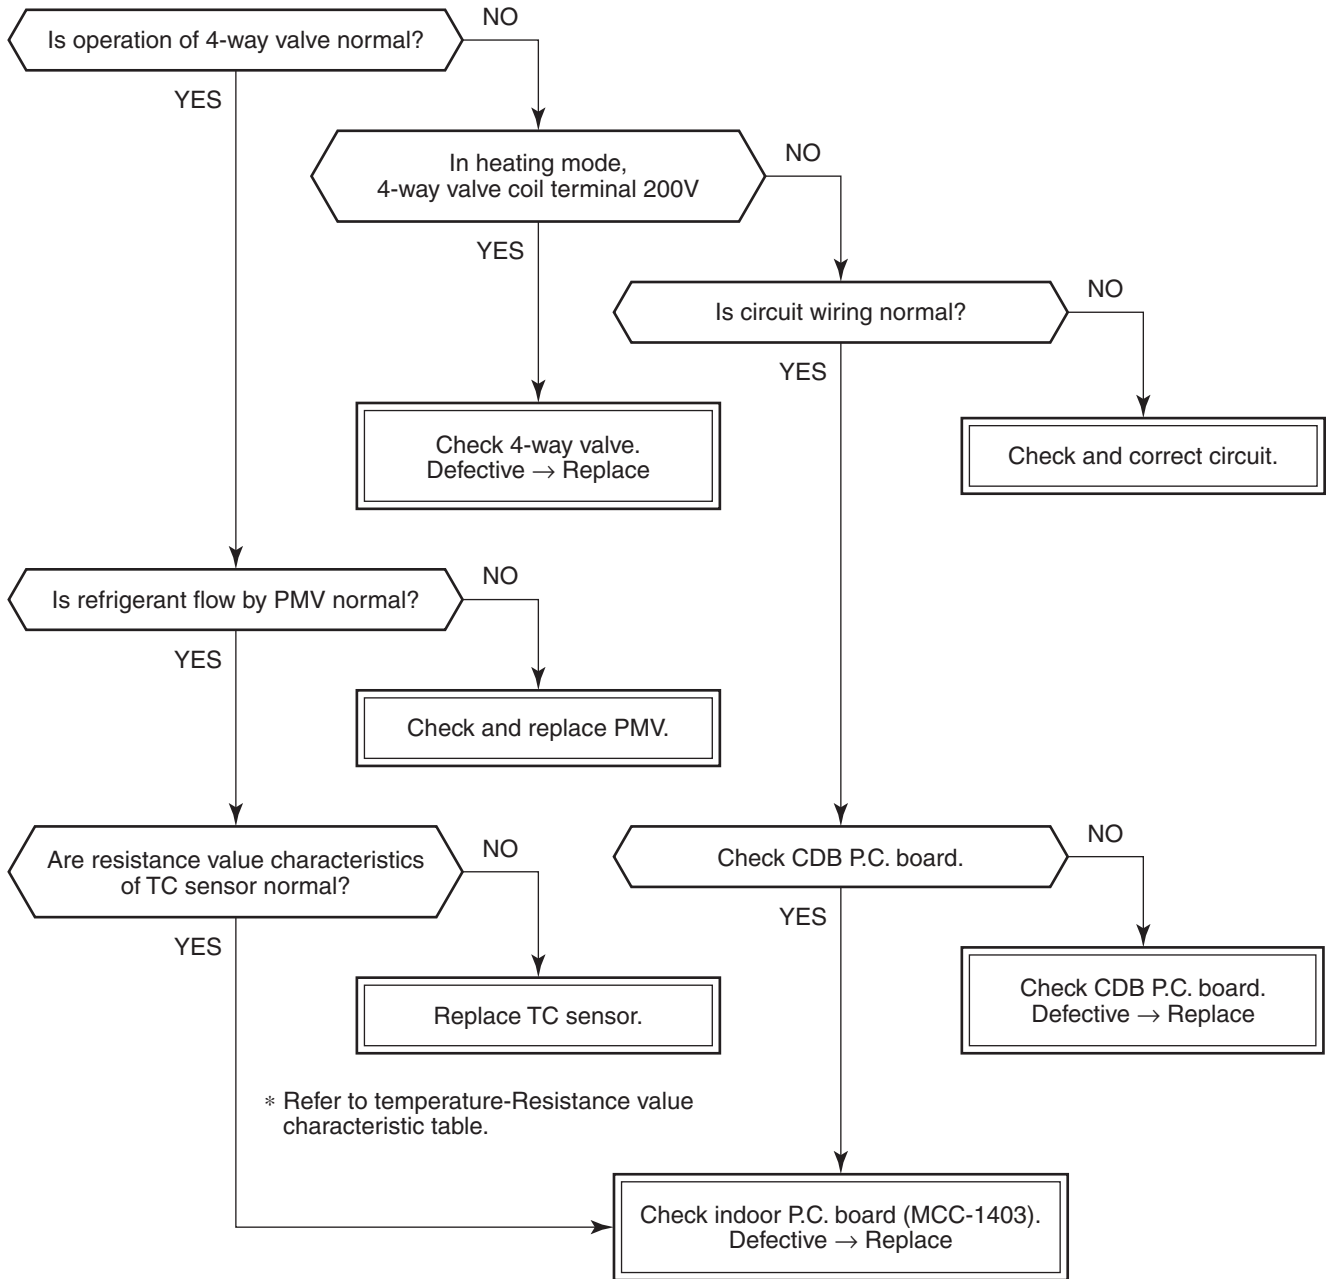 Is operation of 4-way valve normal?
NO
YES
In heating mode,
4-way valve coil terminal 200V
NO
YES
Is circuit wiring normal?
NO
YES
Check 4-way valve.
Defective → Replace
Check and correct circuit.
Is refrigerant flow by PMV normal?
NO
YES
Check and replace PMV.
Are resistance value characteristics
of TC sensor normal?
NO
YES
Check CDB P.C. board.
NO
YES
Replace TC sensor.
Check CDB P.C. board.
Defective → Replace
* Refer to temperature-Resistance value
characteristic table.
Check indoor P.C. board (MCC-1403).
Defective → Replace